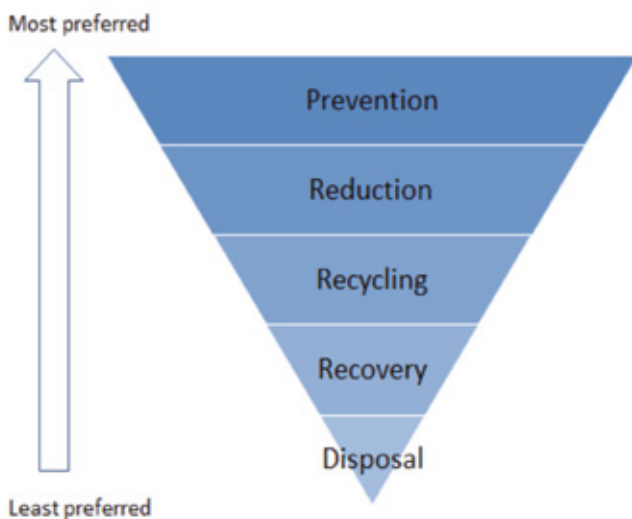 Most preferred
Prevention
Reduction
Recycling
Recovery
Disposal
Least preferred